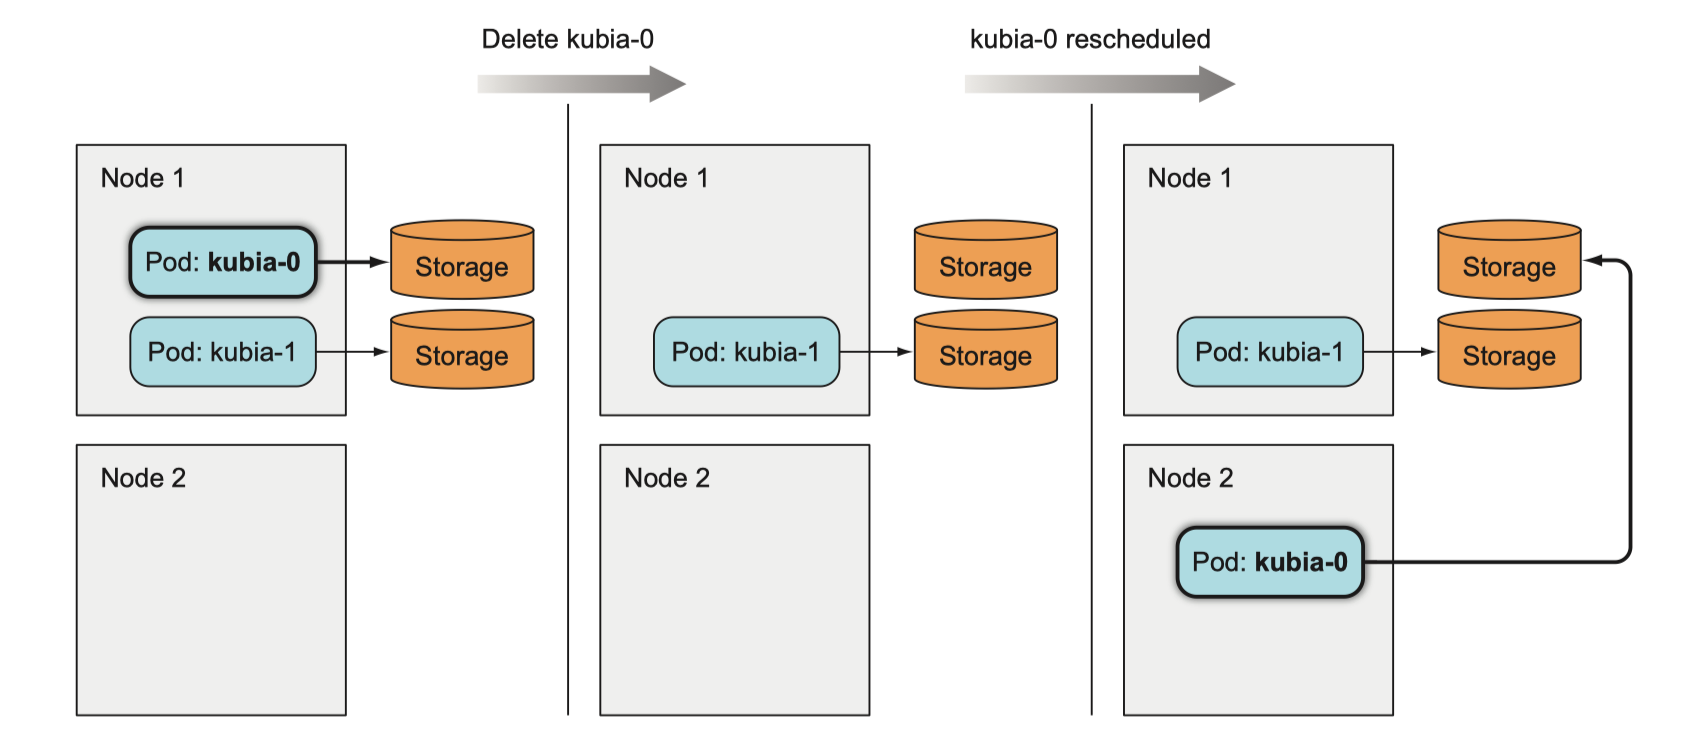 Delete kubia-0
kubia-0 rescheduled
Node 1
Pod: kubia-0
Storage
Pod: kubia-1
Storage
Node 2
Node 1
Storage
Pod: kubia-1
Storage
Node 2
Node 1
Storage
Pod: kubia-1
Storage
Node 2
Pod: kubia-0